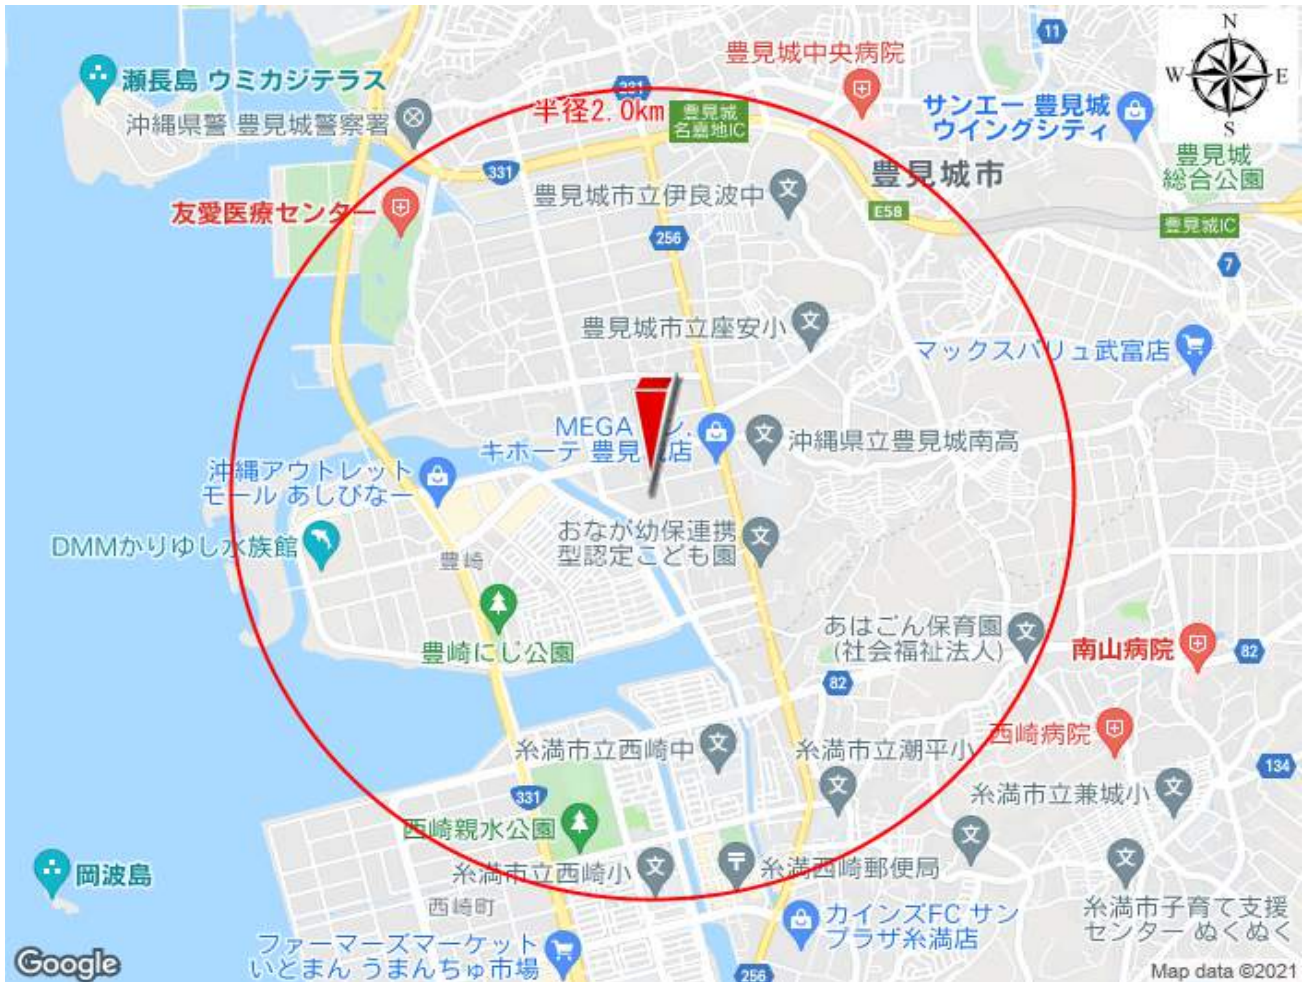 N
W
E
S
11
豊見城中央病院
瀬長島 ウミカジテラス
331
サンエー 豊見城
ウイングシティ
半径2.0km
豊見城
名嘉地IC
沖縄県警 豊見城警察署
豊見城
総合公園
331
豊見城市
豊見城市立伊良波中
友愛医療センター
E58
豊見城IC
256
7
豊見城市立座安小
マックスバリュ武富店
MEGA ドン.
キホーテ 豊見城店
沖縄県立豊見城南高
沖縄アウトレット
モール あしびなー
おなが幼保連携
型認定こども園
DMMかりゆし水族館
豊崎
あはごん保育園
(社会福祉法人)
豊崎にじ公園
南山病院
82
82
西崎病院
糸満市立西崎中
糸満市立潮平小
134
331
糸満市立兼城小
西崎親水公園
糸満市立西崎小
糸満西崎郵便局
岡波島
西崎町
カインズFC サン
プラザ糸満店
糸満市子育て支援
センター ぬくぬく
ファーマーズマーケット
いとまん うまんちゅ市場
256
Google
Map data ©2021